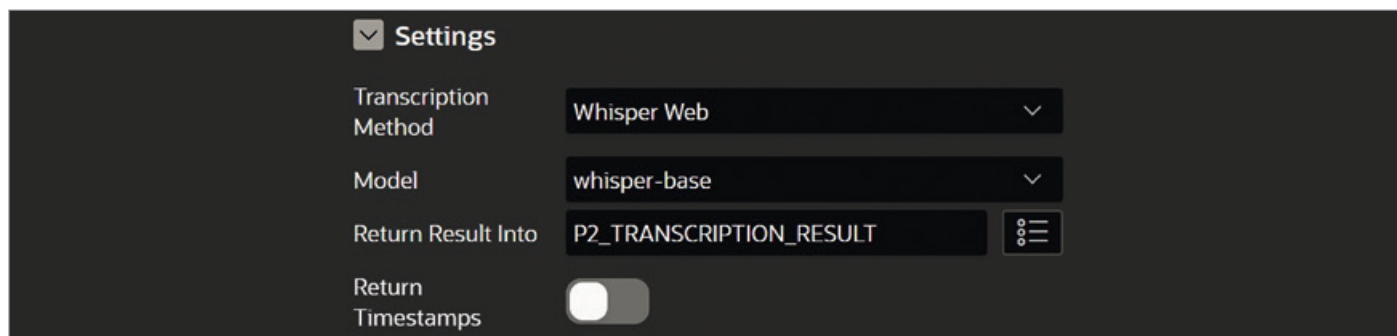 Settings
Transcription
Method
Whisper Web
Model
whisper-base
Return Result Into
P2_TRANSCRIPTION_RESULT
Return
Timestamps